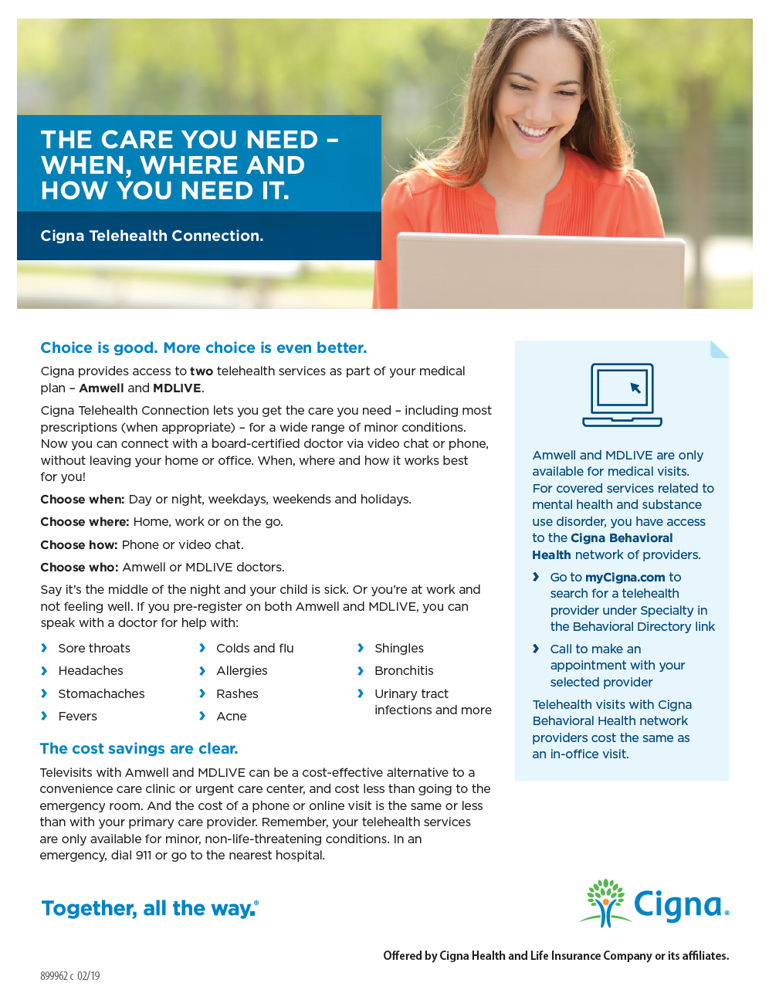 THE CARE YOU NEED –
WHEN, WHERE AND
HOW YOU NEED IT.
Cigna Telehealth Connection.
Choice is good. More choice is even better.
Cigna provides access to two telehealth services as part of your medical
plan – Amwell and MDLIVE.
Cigna Telehealth Connection lets you get the care you need – including most
prescriptions (when appropriate) – for a wide range of minor conditions.
Now you can connect with a board-certified doctor via video chat or phone,
without leaving your home or office. When, where and how it works best
for you!
Choose when: Day or night, weekdays, weekends and holidays.
Choose where: Home, work or on the go.
Choose how: Phone or video chat.
Choose who: Amwell or MDLIVE doctors.
Say it’s the middle of the night and your child is sick. Or you’re at work and
not feeling well. If you pre-register on both Amwell and MDLIVE, you can
speak with a doctor for help with:
› Sore throats
› Headaches
› Stomachaches
› Fevers
› Colds and flu
› Allergies
› Rashes
› Acne
› Shingles
› Bronchitis
› Urinary tract
infections and more
The cost savings are clear.
Televisits with Amwell and MDLIVE can be a cost-effective alternative to a
convenience care clinic or urgent care center, and cost less than going to the
emergency room. And the cost of a phone or online visit is the same or less
than with your primary care provider. Remember, your telehealth services
are only available for minor, non-life-threatening conditions. In an
emergency, dial 911 or go to the nearest hospital.
Amwell and MDLIVE are only
available for medical visits.
For covered services related to
mental health and substance
use disorder, you have access
to the Cigna Behavioral
Health network of providers.
› Go to myCigna.com to
search for a telehealth
provider under Specialty in
the Behavioral Directory link
› Call to make an
appointment with your
selected provider
Telehealth visits with Cigna
Behavioral Health network
providers cost the same as
an in-office visit.
Together, all the way.®
Cigna®
Offered by Cigna Health and Life Insurance Company or its affiliates.
899962 c 02/19